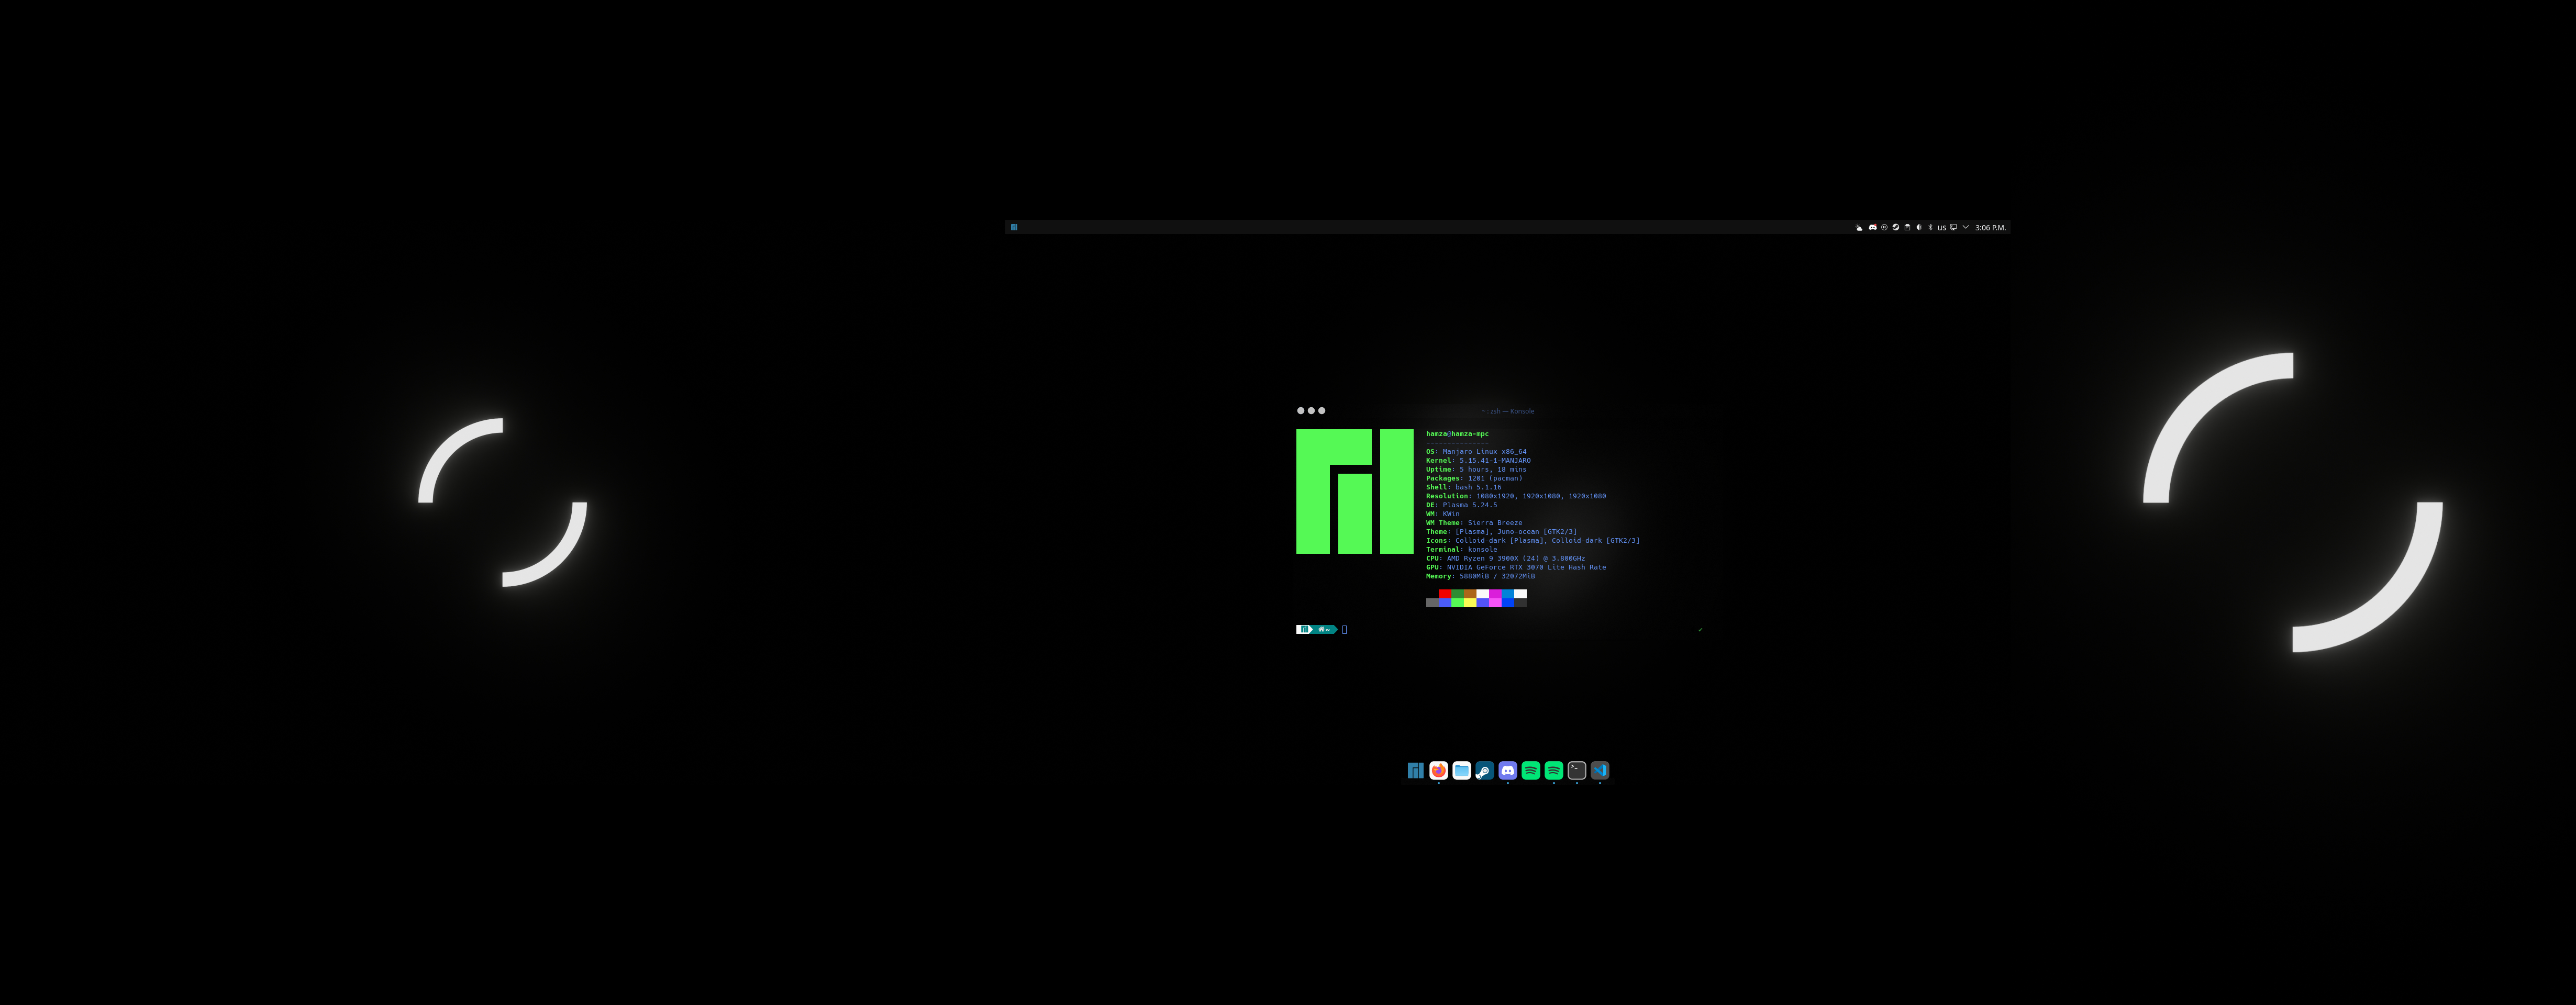 us 3:06 P.M.
~ : zsh — Konsole
hamza@hamza-mpc
---------------
OS: Manjaro Linux x86_64
Kernel: 5.15.41-1-MANJARO
Uptime: 5 hours, 18 mins
Packages: 1201 (pacman)
Shell: bash 5.1.16
Resolution: 1080x1920, 1920x1080, 1920x1080
DE: Plasma 5.24.5
WM: KWin
WM Theme: Sierra Breeze
Theme: [Plasma], Juno-ocean [GTK2/3]
Icons: Colloid-dark [Plasma], Colloid-dark [GTK2/3]
Terminal: konsole
CPU: AMD Ryzen 9 3900X (24) @ 3.800GHz
GPU: NVIDIA GeForce RTX 3070 Lite Hash Rate
Memory: 5880MiB / 32072MiB
~